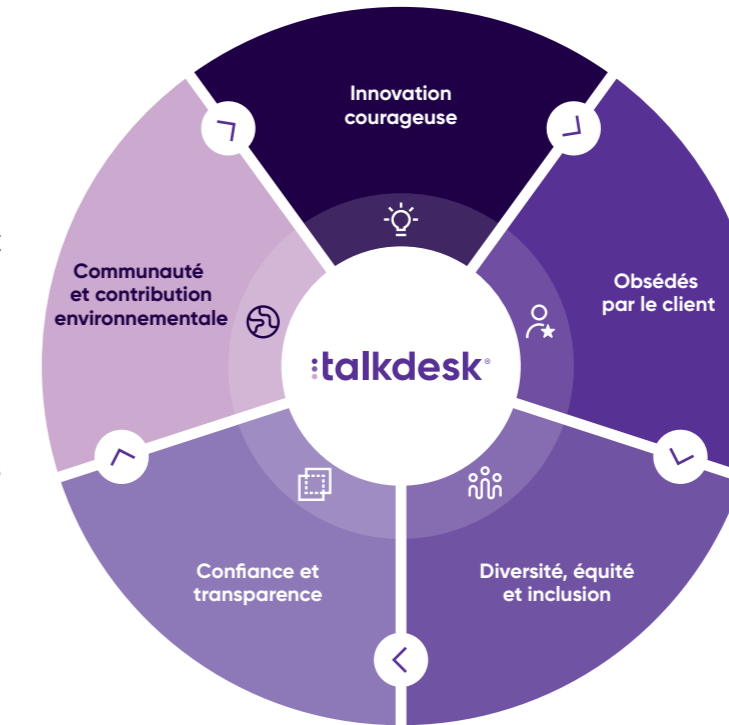 Innovation
courageuse
Obsédés
par le client
Diversité, équité
et inclusion
Confiance et
transparence
Communauté
et contribution
environnementale
:talkdesk®